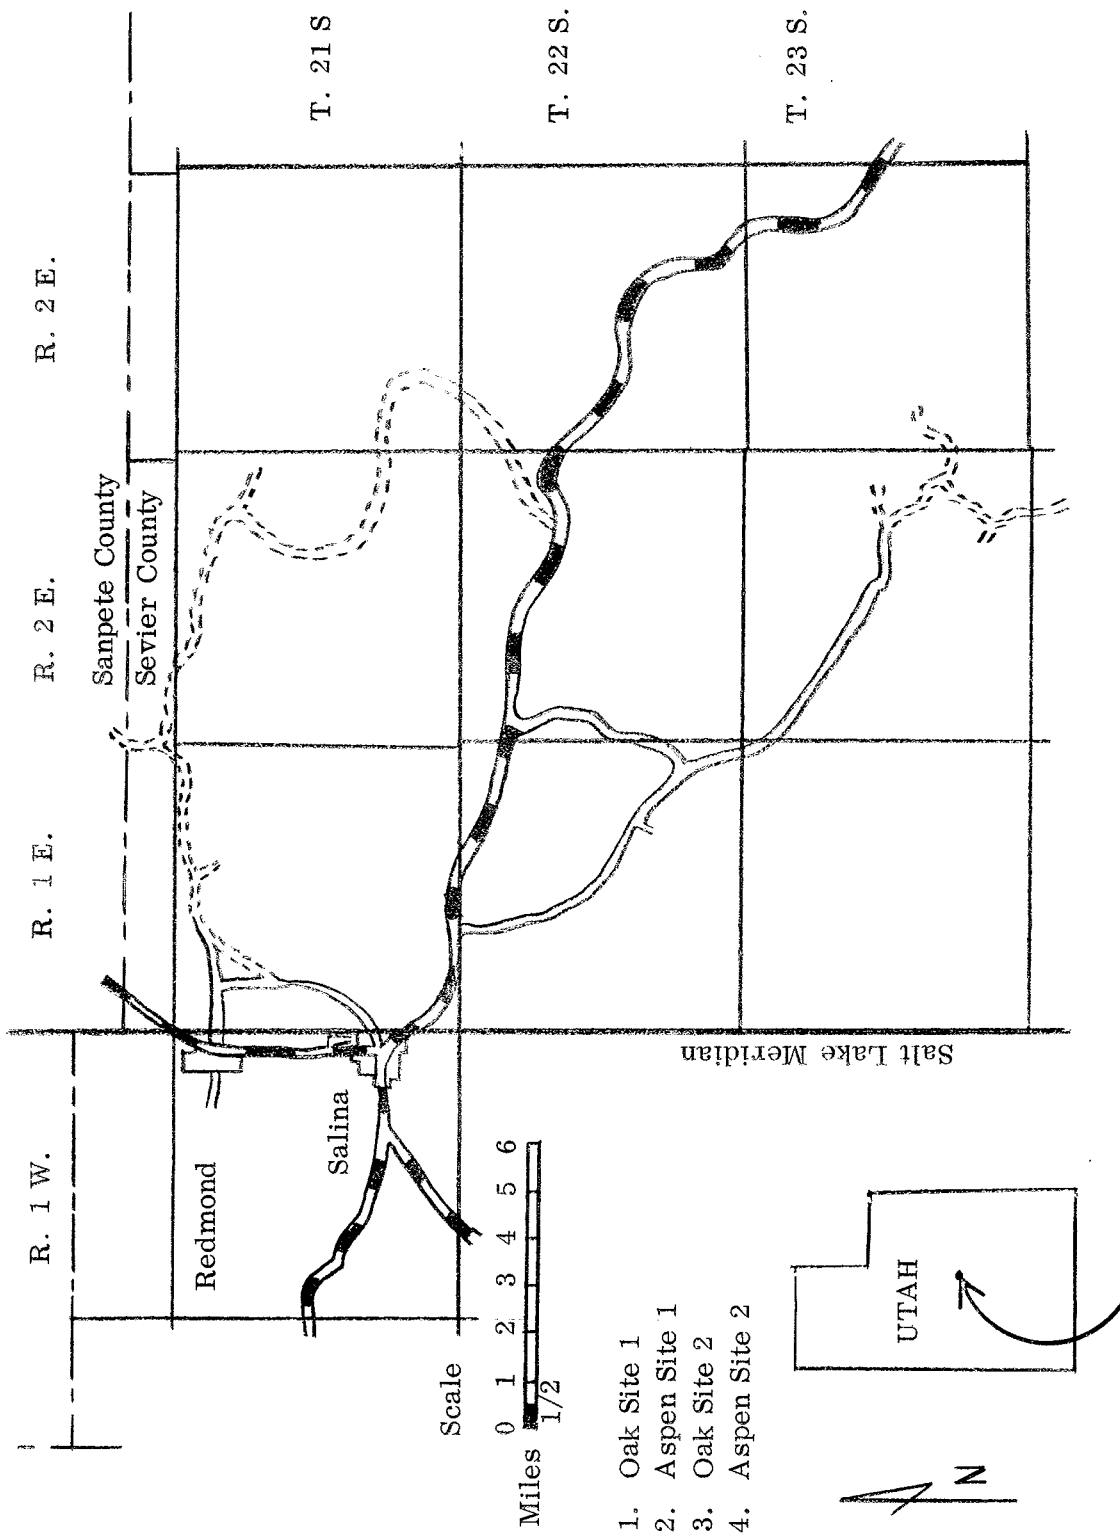 R. 1 W.
R. 1 E.
R. 2 E.
R. 2 E.
Sanpete County
Sevier County
T. 21 S
T. 22 S.
T. 23 S.
Redmond
Salina
Salt Lake Meridian
Scale
0 1 2 3 4 5 6
Miles
1/2
1. Oak Site 1
2. Aspen Site 1
3. Oak Site 2
4. Aspen Site 2
UTAH
N